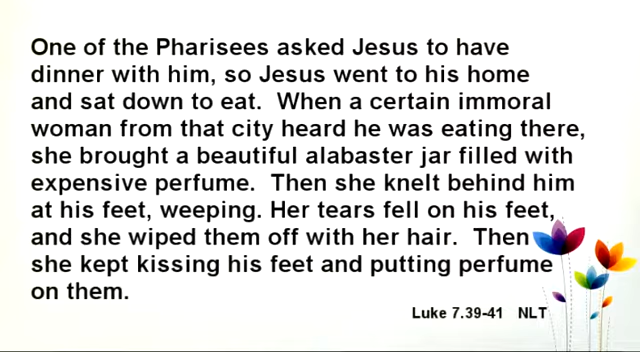 One of the Pharisees asked Jesus to have
dinner with him, so Jesus went to his home
and sat down to eat.  When a certain immoral
woman from that city heard he was eating there,
she brought a beautiful alabaster jar filled with
expensive perfume.  Then she knelt behind him
at his feet, weeping. Her tears fell on his feet,
and she wiped them off with her hair.  Then
she kept kissing his feet and putting perfume
on them.
Luke 7.39-41   NLT